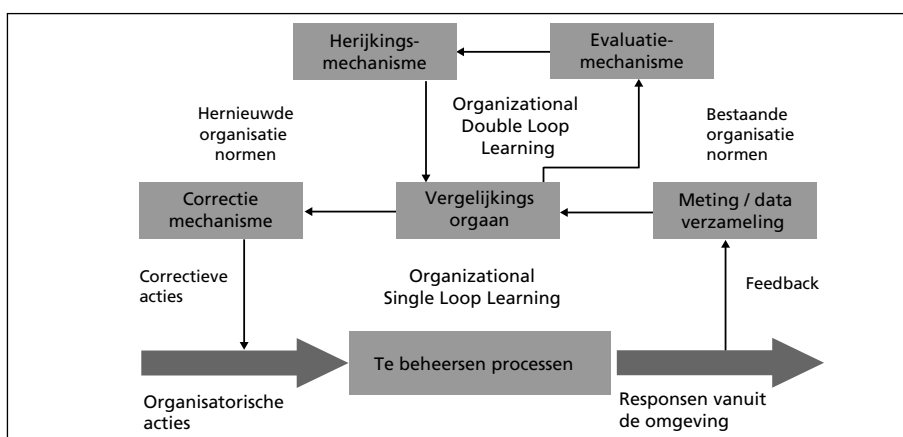 Herijkings-
mechanisme
Evaluatie-
mechanisme
Hernieuwde
organisatie
normen
Organizational
Double Loop
Learning
Bestaande
organisatie
normen
Correctie
mechanisme
Vergelijkings
orgaan
Meting / data
verzameling
Correctieve
acties
Organizational
Single Loop Learning
Feedback
Te beheersen processen
Organisatorische
acties
Responsen vanuit
de omgeving